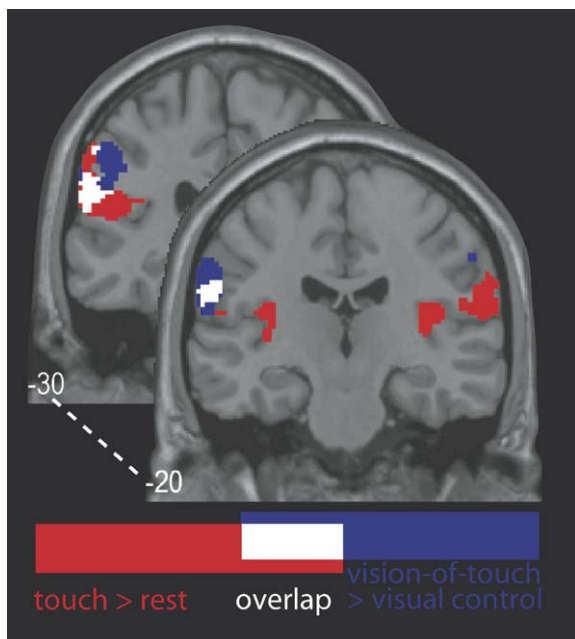 -30
-20
vision-of-touch
touch > rest overlap > visual control